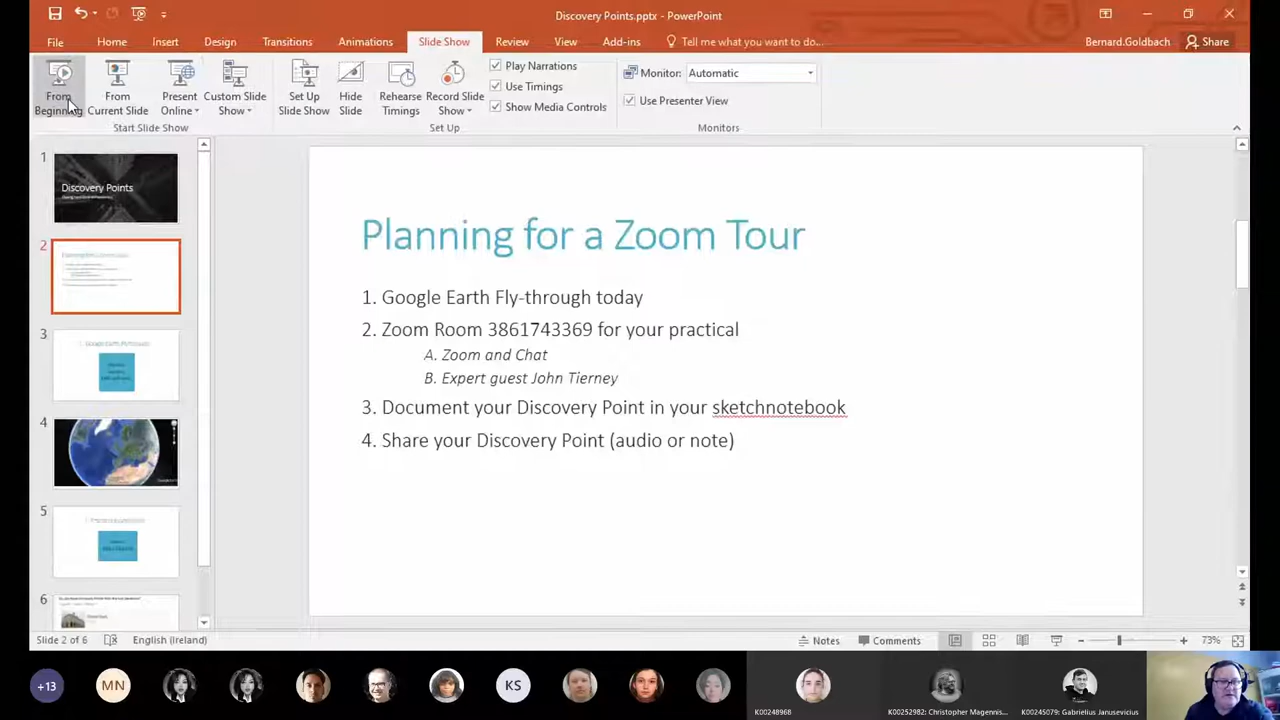 Discovery Points.pptx - PowerPoint
File Home Insert Design Transitions Animations Slide Show Review View Add-ins Tell me what you want to do... Bernard.Goldbach Share
From Beginning
From Current Slide
Present Online
Custom Slide Show
Set Up Slide Show
Hide Slide
Rehearse Timings
Record Slide Show
Play Narrations
Use Timings
Show Media Controls
Monitor: Automatic
Use Presenter View
Start Slide Show
Set Up
Monitors
1
Discovery Points
2
3
4
5
6
Planning for a Zoom Tour
1. Google Earth Fly-through today
2. Zoom Room 3861743369 for your practical
A. Zoom and Chat
B. Expert guest John Tierney
3. Document your Discovery Point in your sketchnotebook
4. Share your Discovery Point (audio or note)
Slide 2 of 6 English (Ireland) Notes Comments 73%
+13 MN KS
K00248968 K00252982: Christopher Magennis... K00245079: Gabrielius Janusevicius